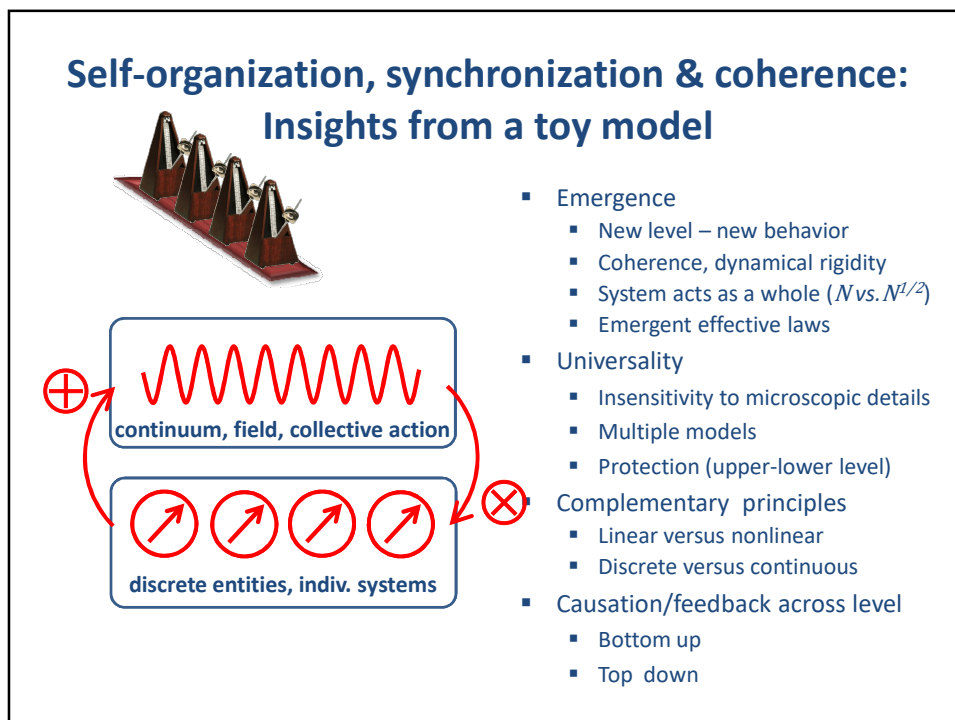 Self-organization, synchronization & coherence:
Insights from a toy model
▪ Emergence
▪ New level – new behavior
▪ Coherence, dynamical rigidity
▪ System acts as a whole (N vs. N^1/2)
▪ Emergent effective laws
▪ Universality
▪ Insensitivity to microscopic details
▪ Multiple models
▪ Protection (upper-lower level)
▪ Complementary principles
▪ Linear versus nonlinear
▪ Discrete versus continuous
▪ Causation/feedback across level
▪ Bottom up
▪ Top down
continuum, field, collective action
discrete entities, indiv. systems